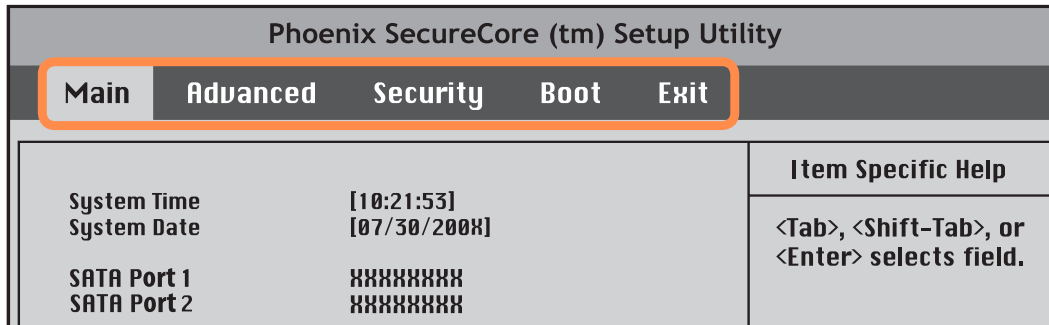 Phoenix SecureCore (tm) Setup Utility
Main Advanced Security Boot Exit
System Time [10:21:53]
System Date [07/30/200X]
SATA Port 1 XXXXXXXX
SATA Port 2 XXXXXXXX
Item Specific Help
<Tab>, <Shift-Tab>, or
<Enter> selects field.